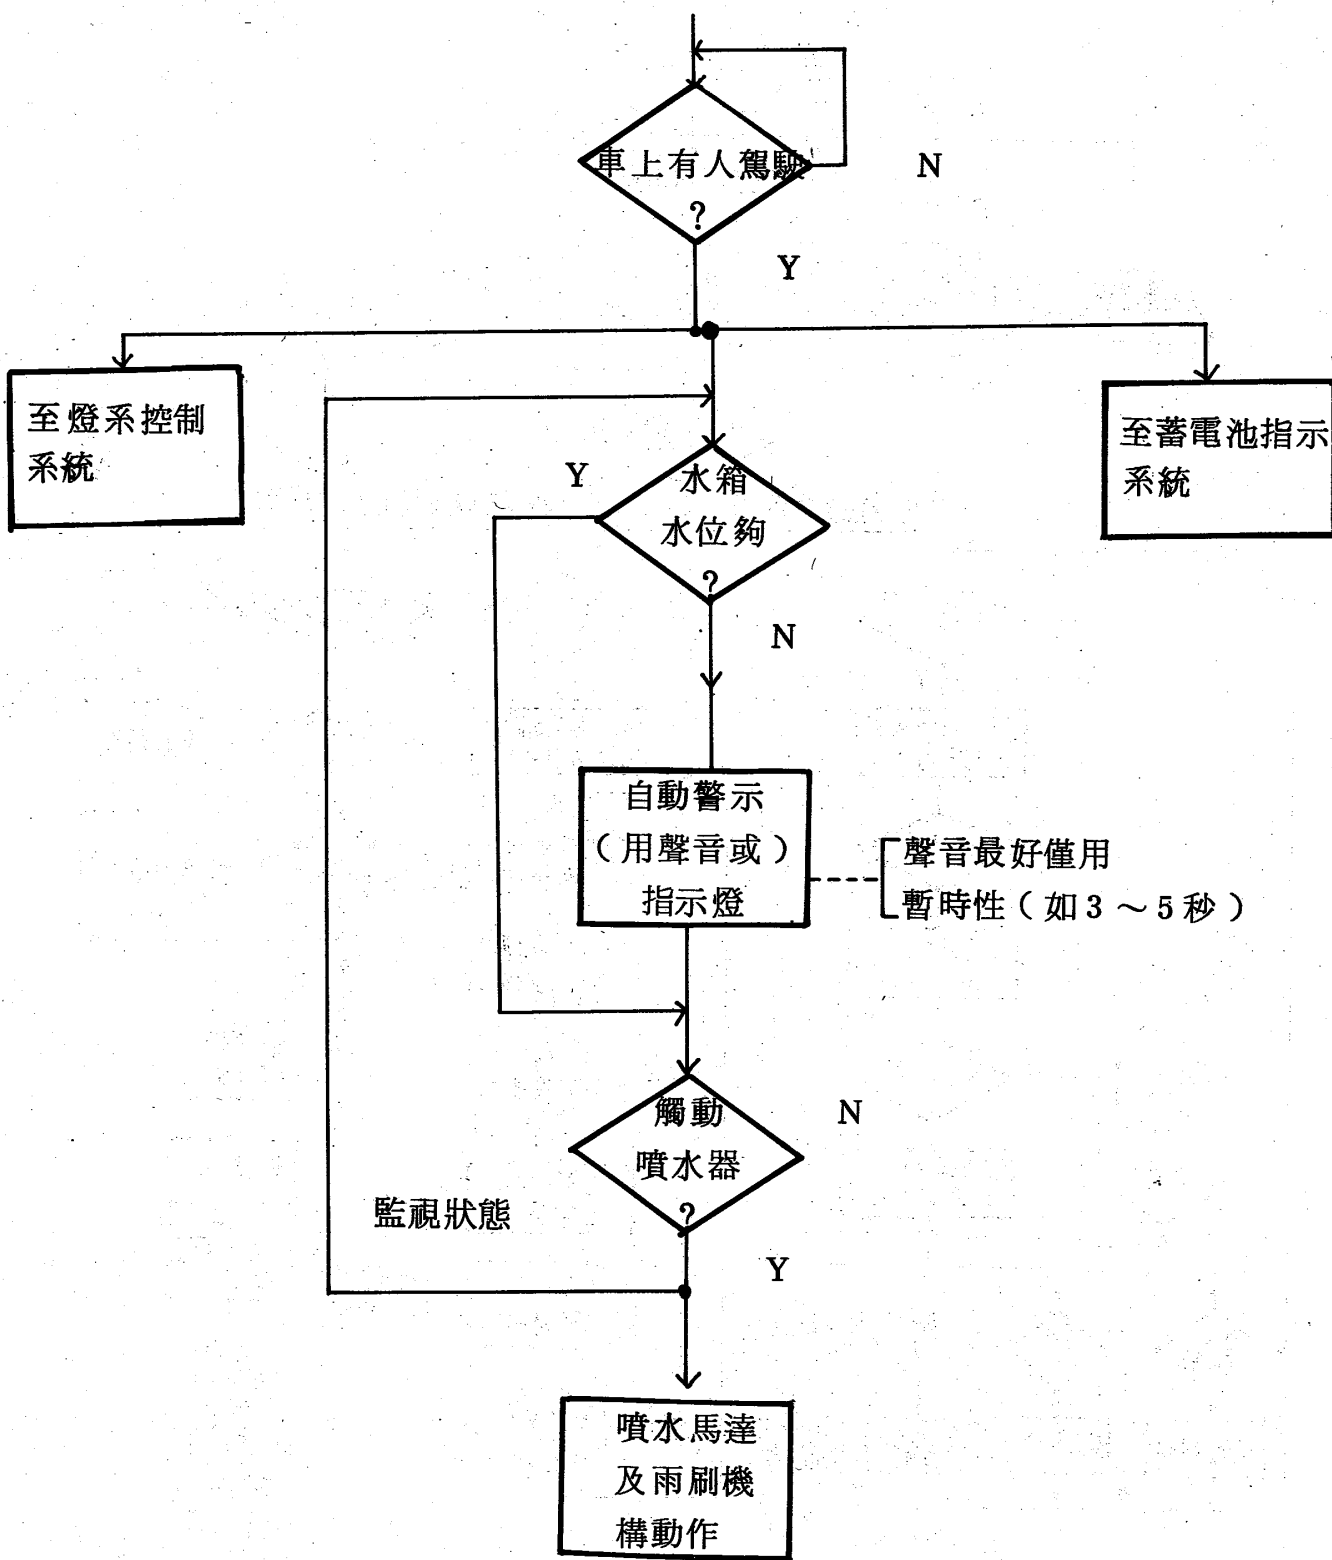 車上有人駕駛
?
N
Y
至燈系控制
系統
至蓄電池指示
系統
Y
水箱
水位夠
?
N
自動警示
(用聲音或)
指示燈
聲音最好僅用
暫時性(如3~5秒)
觸動
噴水器
?
N
監視狀態
Y
噴水馬達
及雨刷機
構動作